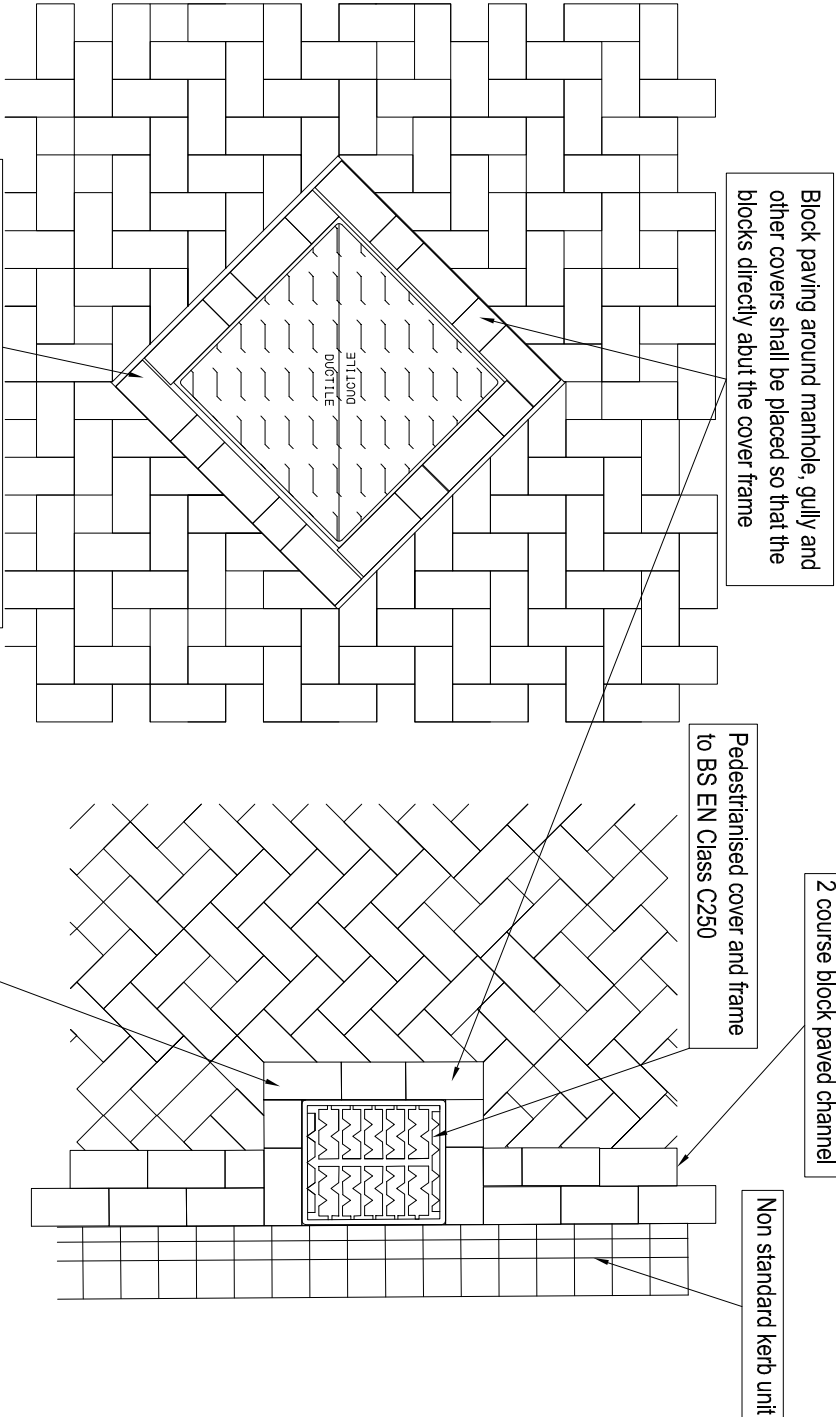 Block paving around manhole, gully and
other covers shall be placed so that the
blocks directly abut the cover frame
Pedestrianised cover and frame
to BS EN Class C250
2 course block paved channel
Non standard kerb unit
DUCTILE
DUCTILE